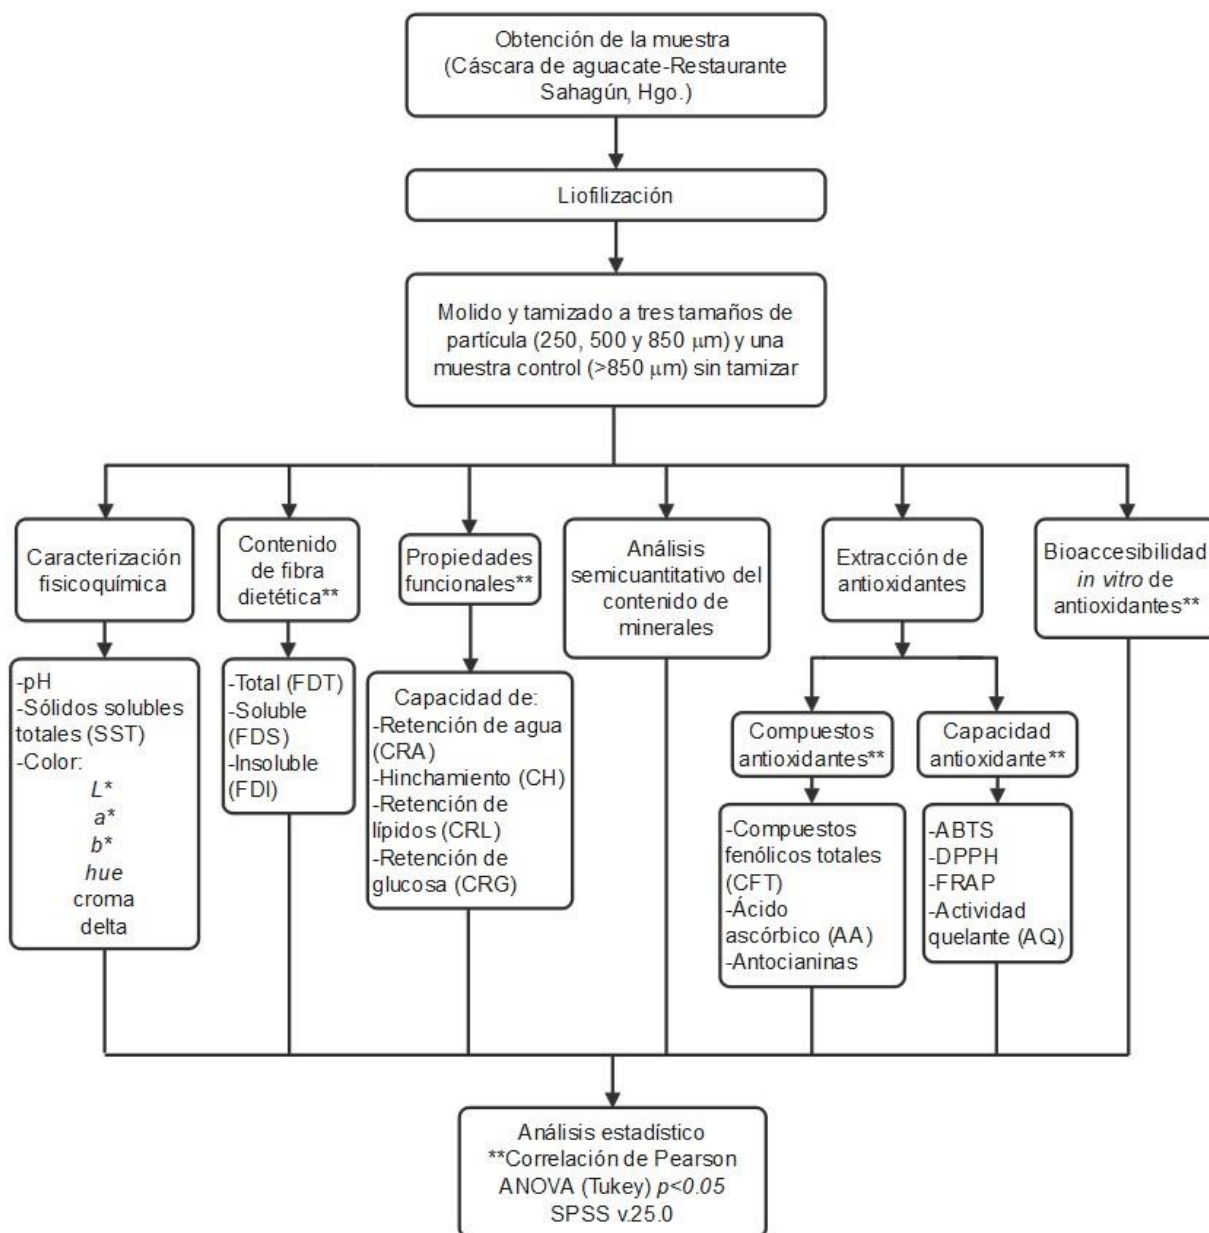 Obtención de la muestra
(Cáscara de aguacate-Restaurante
Sahagún, Hgo.)
Liofilización
Molido y tamizado a tres tamaños de
partícula (250, 500 y 850 μm) y una
muestra control (>850 μm) sin tamizar
Caracterización
fisicoquímica
-pH
-Sólidos solubles
totales (SST)
-Color:
L*
a*
b*
hue
croma
delta
Contenido
de fibra
dietética**
-Total (FDT)
-Soluble
(FDS)
-Insoluble
(FDI)
Propiedades
funcionales**
Capacidad de:
-Retención de agua
(CRA)
-Hinchamiento (CH)
-Retención de
lípidos (CRL)
-Retención de
glucosa (CRG)
Análisis
semicuantitativo del
contenido de
minerales
Extracción de
antioxidantes
Compuestos
antioxidantes**
-Compuestos
fenólicos totales
(CFT)
-Ácido
ascórbico (AA)
-Antocianinas
Capacidad
antioxidante**
-ABTS
-DPPH
-FRAP
-Actividad
quelante (AQ)
Bioaccesibilidad
in vitro de
antioxidantes**
Análisis estadístico
**Correlación de Pearson
ANOVA (Tukey) p<0.05
SPSS v.25.0